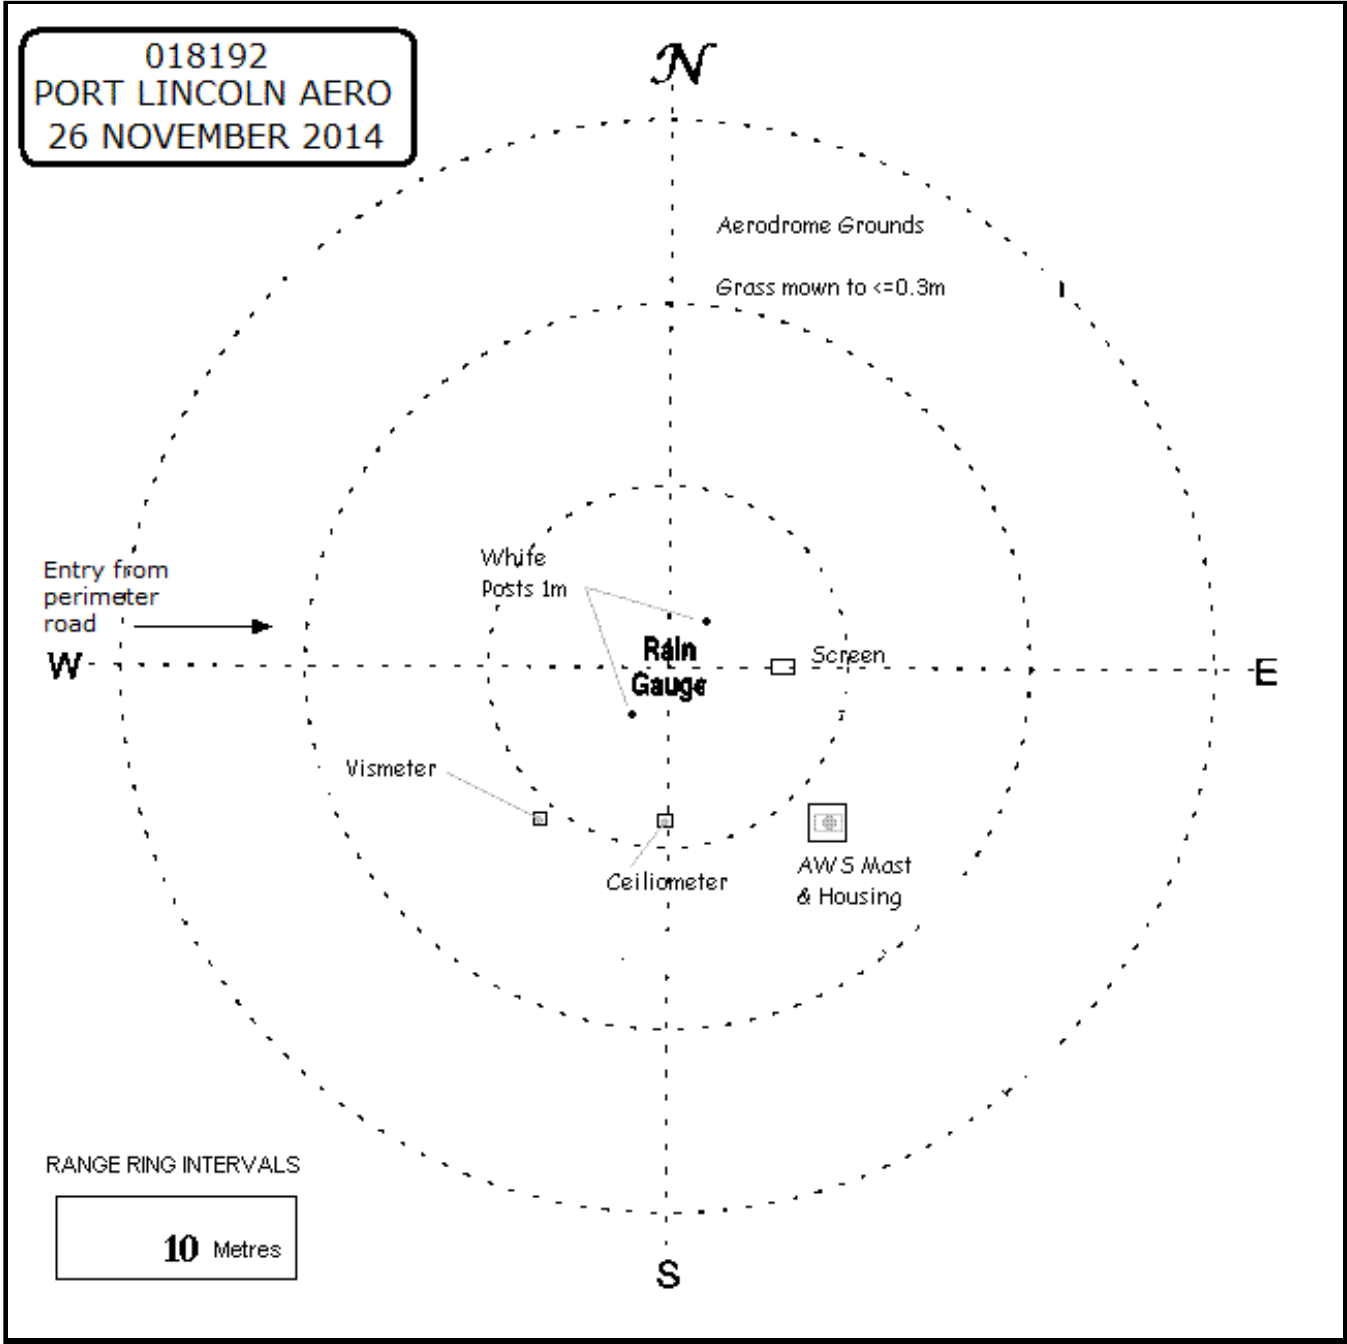 018192
PORT LINCOLN AERO
26 NOVEMBER 2014
N
Aerodrome Grounds
Grass mown to <=0.3m
White
Posts 1m
Entry from
perimeter
road
W
Rain
Gauge
Screen
E
Vismeter
Ceiliometer
AWS Mast
& Housing
RANGE RING INTERVALS
10 Metres
S